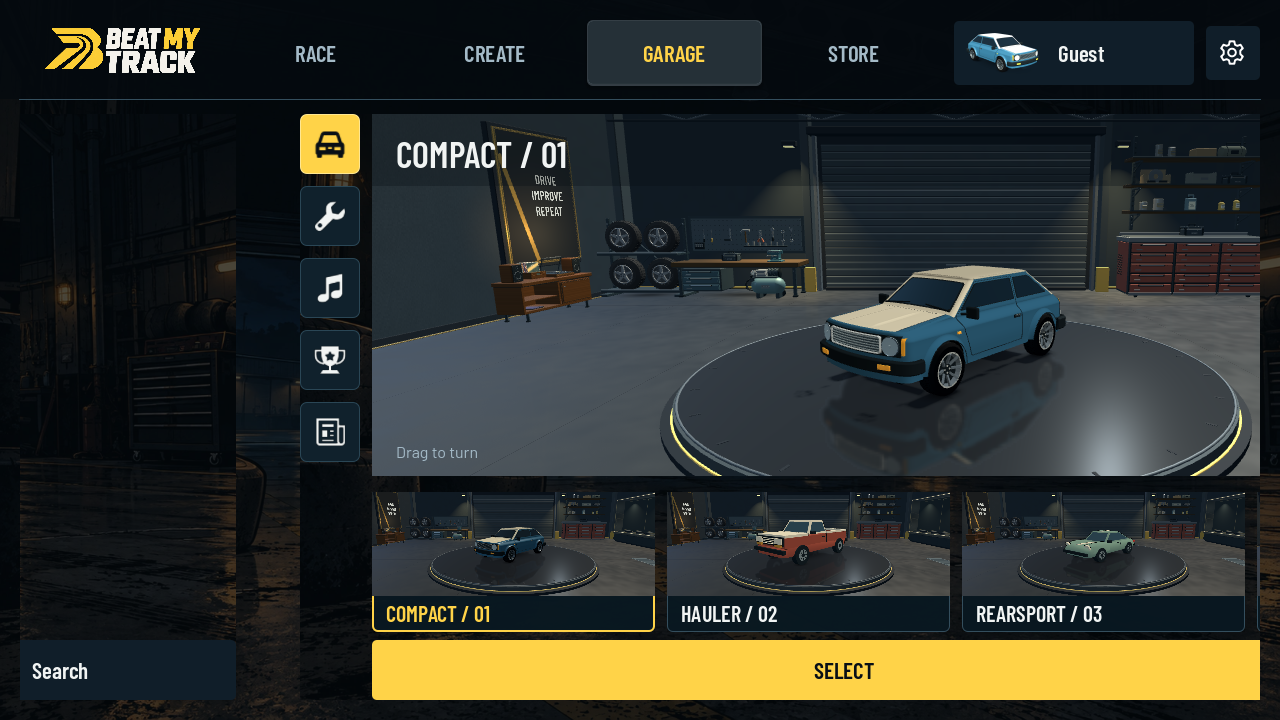 BEAT MY
TRACK
RACE
CREATE
GARAGE
STORE
Guest
COMPACT / 01
DRIVE
IMPROVE
REPEAT
Drag to turn
COMPACT / 01
HAULER / 02
REARSPORT / 03
Search
SELECT